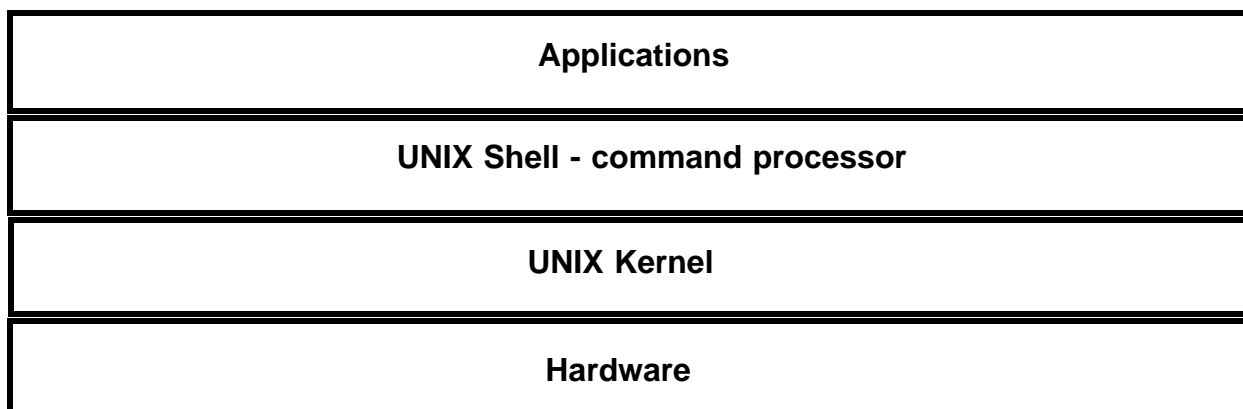 Applications
UNIX Shell - command processor
UNIX Kernel
Hardware